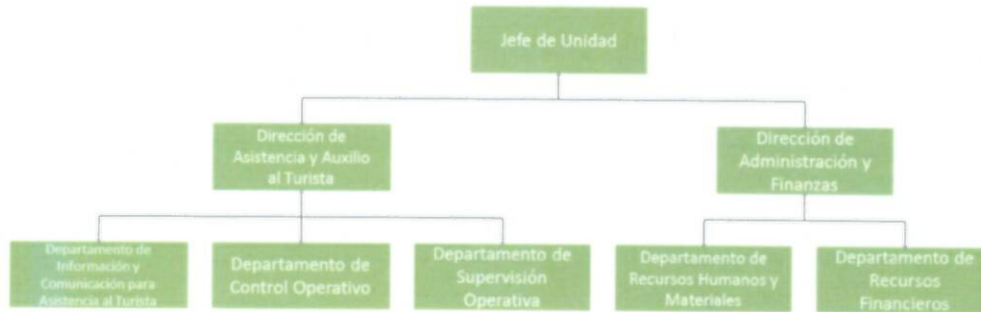 Jefe de Unidad
Dirección de
Asistencia y Auxilio
al Turista
Dirección de
Administración y
Finanzas
Departamento de
Información y
Comunicación para
Asistencia al Turista
Departamento de
Control Operativo
Departamento de
Supervisión
Operativa
Departamento de
Recursos Humanos y
Materiales
Departamento de
Recursos
Financieros